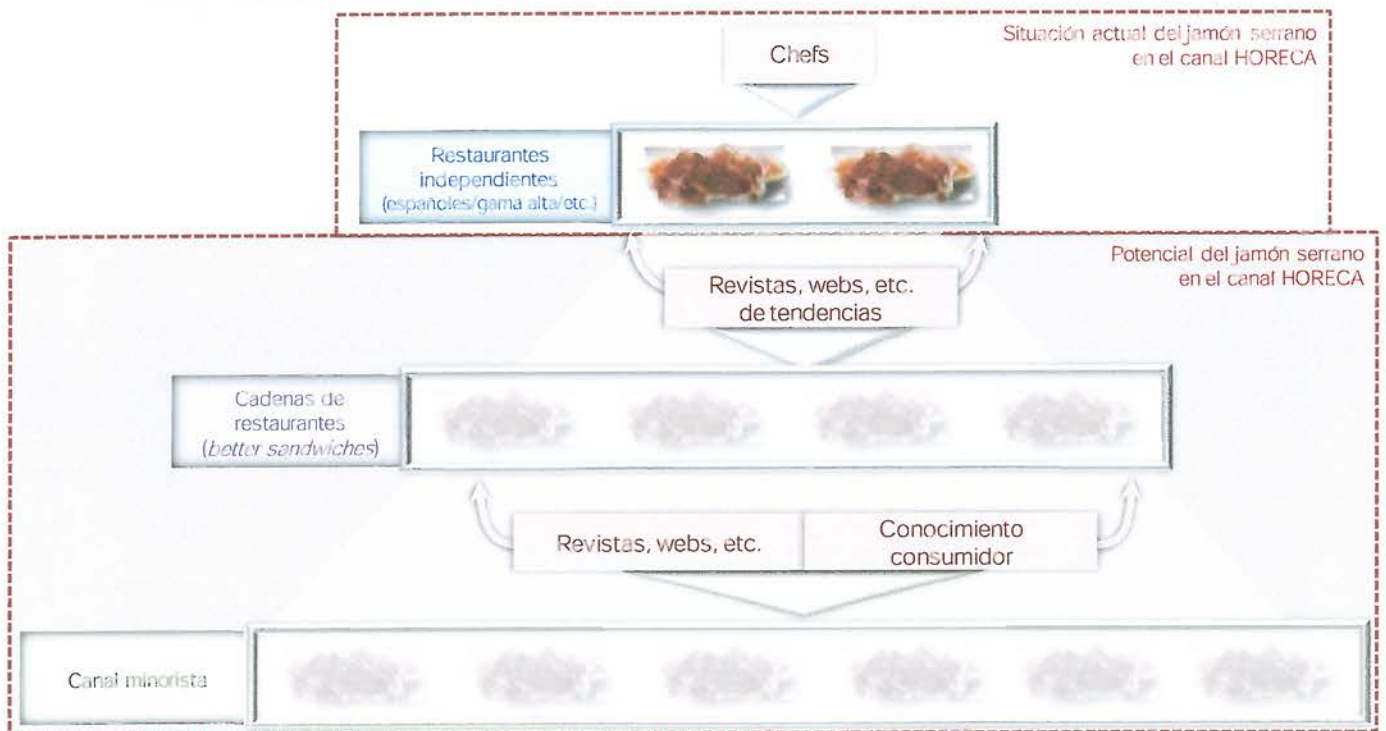 Situación actual del jamón serrano
en el canal HORECA
Chefs
Restaurantes
independientes
(españoles/gama alta/etc.)
Potencial del jamón serrano
en el canal HORECA
Revistas, webs, etc.
de tendencias
Cadenas de
restaurantes
(better sandwiches)
Revistas, webs, etc.
Conocimiento
consumidor
Canal minorista